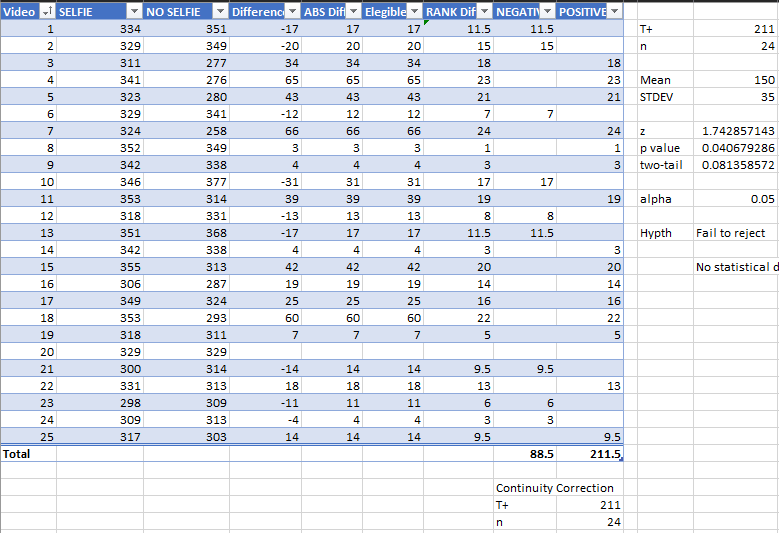 Video SELFIE NO SELFIE Differenc ABS Diff Elegible RANK Dif NEGATIV POSITIVE
1 334 351 -17 17 17 11.5 11.5 T+ 211
2 329 349 -20 20 20 15 15 n 24
3 311 277 34 34 34 18 18
4 341 276 65 65 65 23 23 Mean 150
5 323 280 43 43 43 21 21 STDEV 35
6 329 341 -12 12 12 7 7
7 324 258 66 66 66 24 24 z 1.742857143
8 352 349 3 3 3 1 1 p value 0.040679286
9 342 338 4 4 4 3 3 two-tail 0.081358572
10 346 377 -31 31 31 17 17
11 353 314 39 39 39 19 19 alpha 0.05
12 318 331 -13 13 13 8 8
13 351 368 -17 17 17 11.5 11.5 Hypth Fail to reject
14 342 338 4 4 4 3 3
15 355 313 42 42 42 20 20 No statistical d
16 306 287 19 19 19 14 14
17 349 324 25 25 25 16 16
18 353 293 60 60 60 22 22
19 318 311 7 7 7 5 5
20 329 329
21 300 314 -14 14 14 9.5 9.5
22 331 313 18 18 18 13 13
23 298 309 -11 11 11 6 6
24 309 313 -4 4 4 3 3
25 317 303 14 14 14 9.5 9.5
Total 88.5 211.5
Continuity Correction
T+ 211
n 24